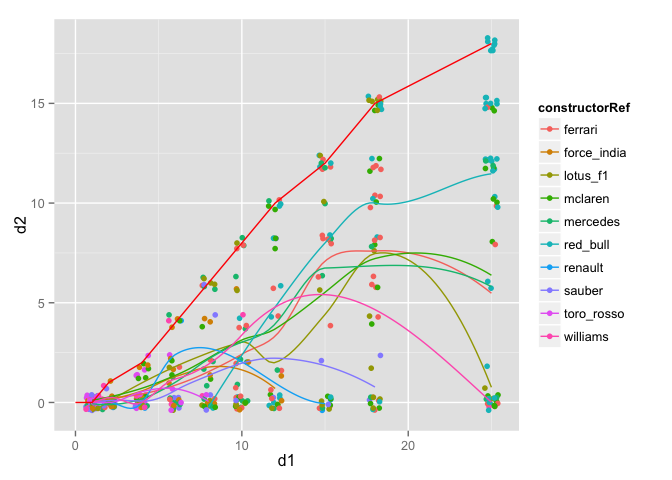 15
10
5
0
0
10
20
d1
d2
constructorRef
ferrari
force_india
lotus_f1
mclaren
mercedes
red_bull
renault
sauber
toro_rosso
williams